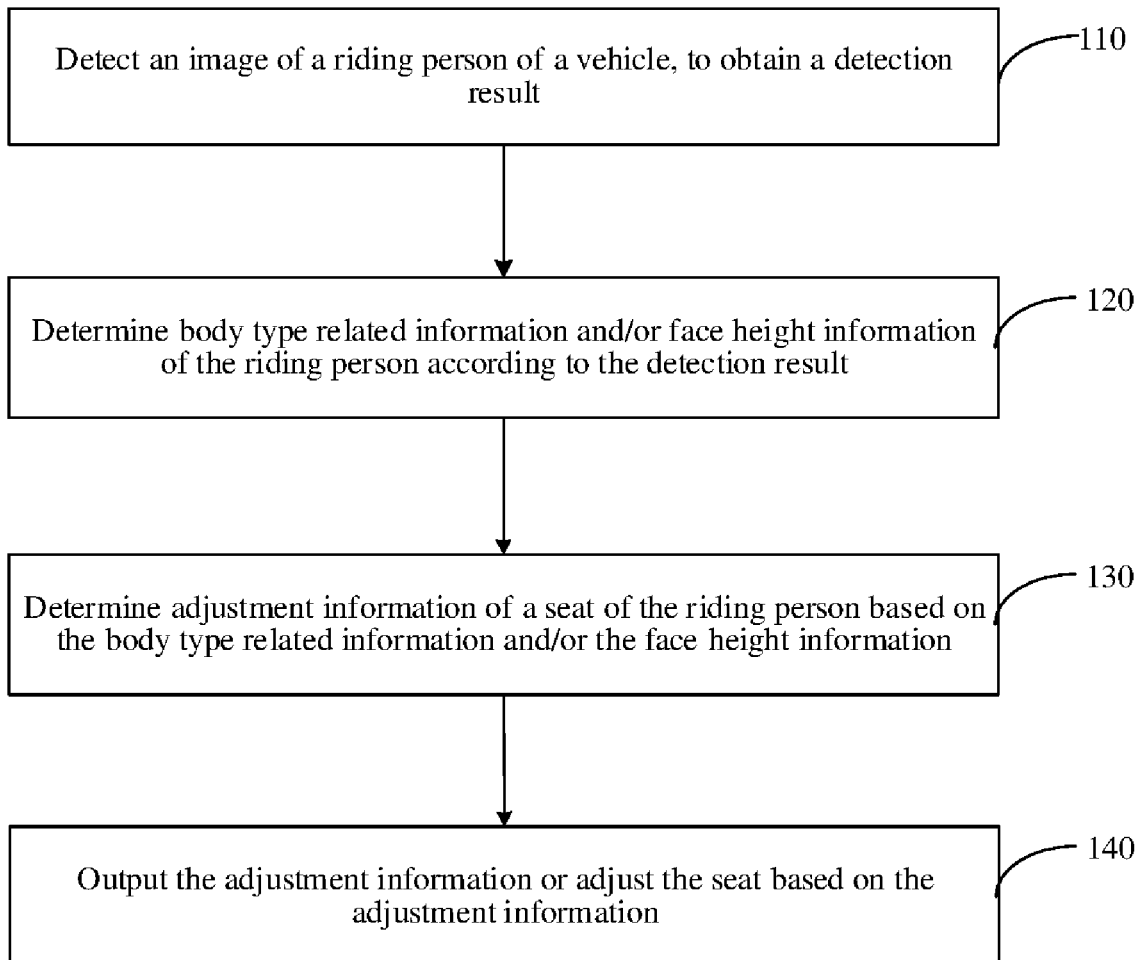 Detect an image of a riding person of a vehicle, to obtain a detection
result
110
Determine body type related information and/or face height information
of the riding person according to the detection result
120
Determine adjustment information of a seat of the riding person based on
the body type related information and/or the face height information
130
Output the adjustment information or adjust the seat based on the
adjustment information
140